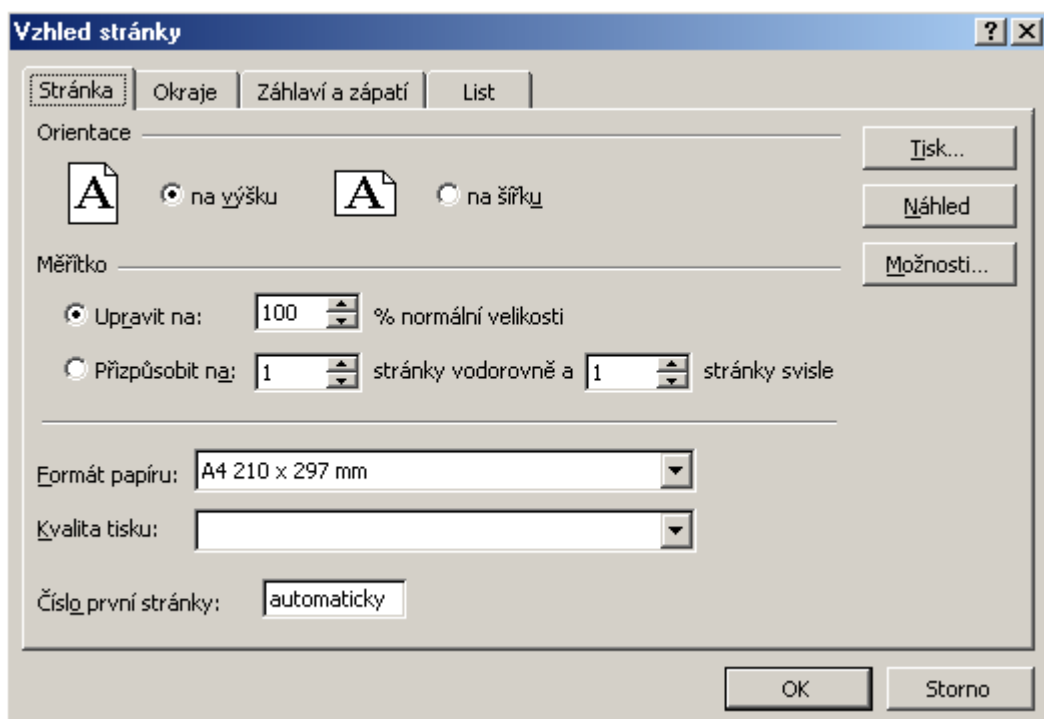 Vzhled stránky
Stránka Okraje Záhlaví a zápatí List
Orientace
A na výšku A na šířku
Tisk...
Náhled
Možnosti...
Měřítko
Upravit na: 100 % normální velikosti
Přizpůsobit na: 1 stránky vodorovně a 1 stránky svisle
Formát papíru: A4 210 x 297 mm
Kvalita tisku:
Číslo první stránky: automaticky
OK Storno